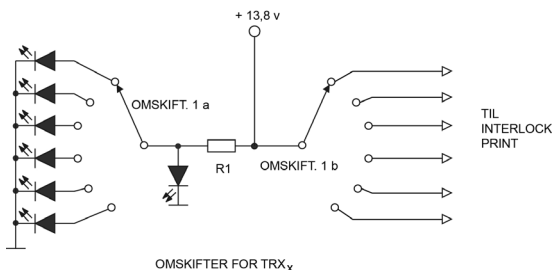 + 13,8 v
OMSKIFT. 1 a
R1
OMSKIFT. 1 b
TIL
INTERLOCK
PRINT
OMSKIFTER FOR TRXx